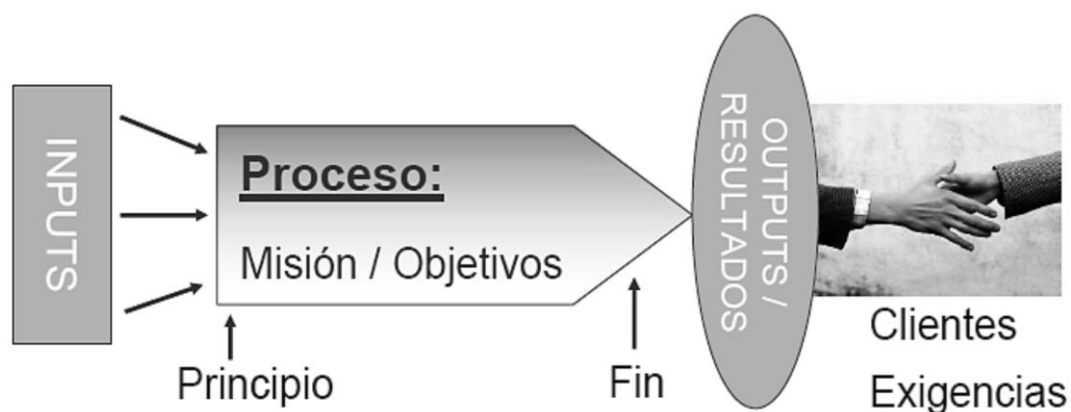 INPUTS
Proceso:
Misión / Objetivos
Principio
Fin
OUTPUTS /
RESULTADOS
Clientes
Exigencias